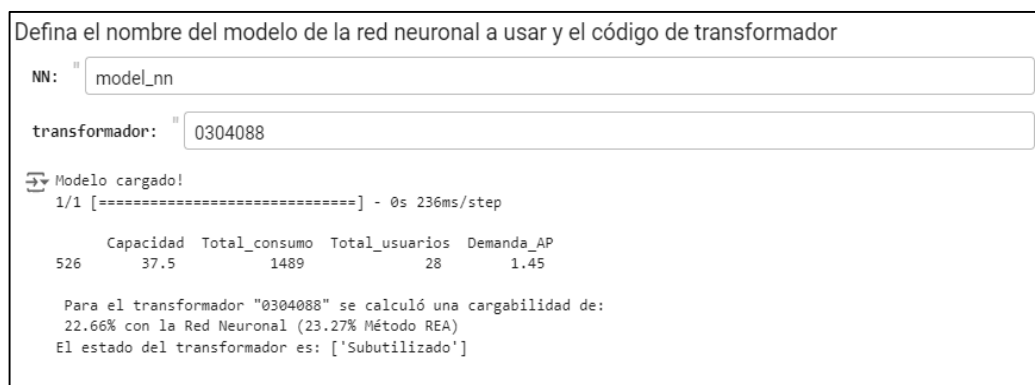 Defina el nombre del modelo de la red neuronal a usar y el código de transformador
NN: " model_nn
transformador: " 0304088
Modelo cargado!
1/1 [==============================] - 0s 236ms/step
Capacidad Total_consumo Total_usuarios Demanda_AP
526 37.5 1489 28 1.45
Para el transformador "0304088" se calculó una cargabilidad de:
22.66% con la Red Neuronal (23.27% Método REA)
El estado del transformador es: ['Subutilizado']